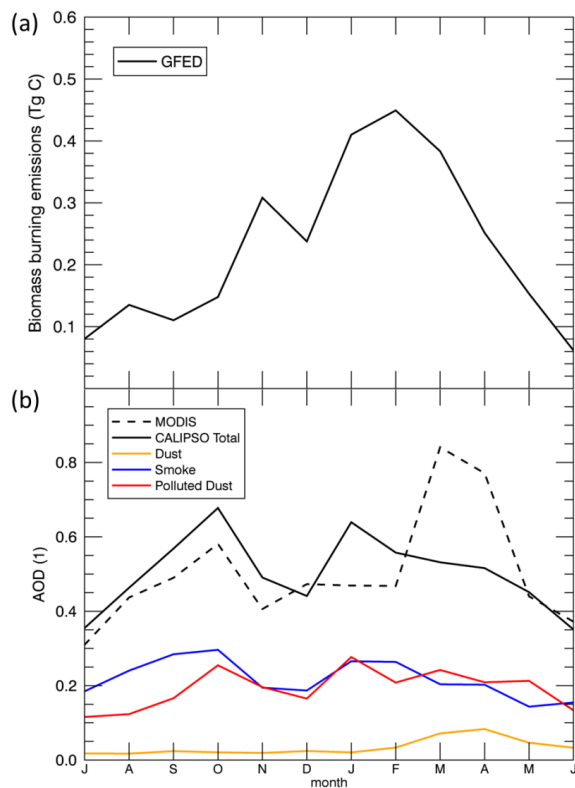 (a)
0.6
0.5
0.4
0.3
0.2
0.1
Biomass burning emissions (Tg C)
GFED
(b)
MODIS
CALIPSO Total
Dust
Smoke
Polluted Dust
0.8
0.6
0.4
0.2
0.0
AOD (1)
J A S O N D J F M A M J
month